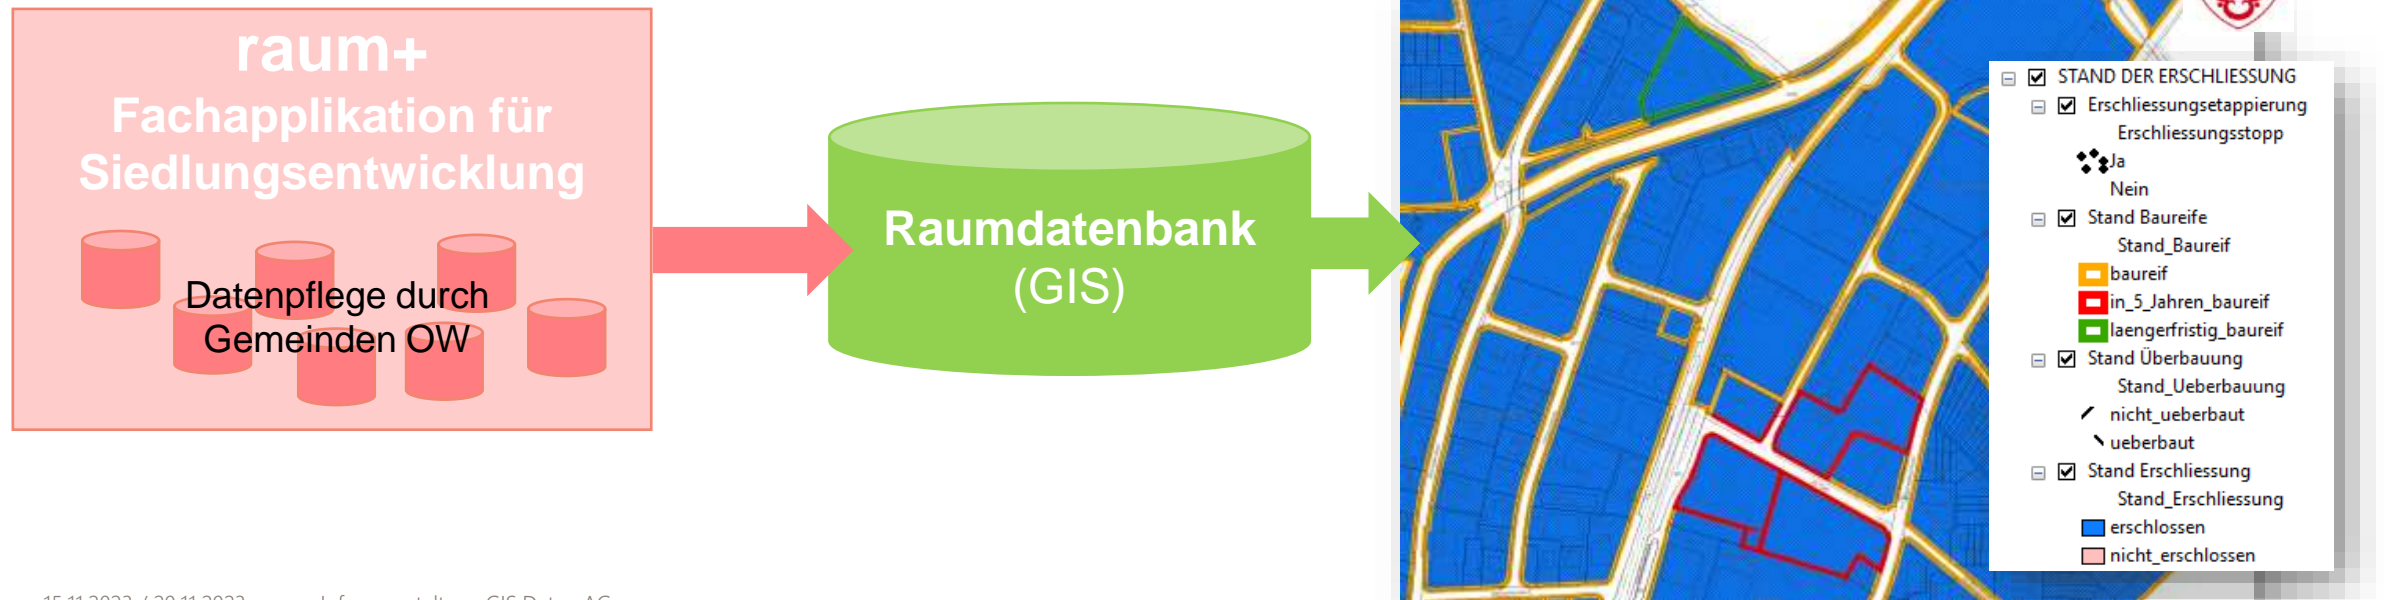 raum+
Fachapplikation für
Siedlungsentwicklung
Datenpflege durch
Gemeinden OW
Raumdatenbank
(GIS)
STAND DER ERSCHLIESSUNG
Erschliessungsetappierung
Erschliessungsstopp
Ja
Nein
Stand Baureife
Stand_Baureif
baureif
in_5_Jahren_baureif
laengerfristig_baureif
Stand Überbauung
Stand_Ueberbauung
nicht_ueberbaut
ueberbaut
Stand Erschliessung
Stand_Erschliessung
erschlossen
nicht_erschlossen